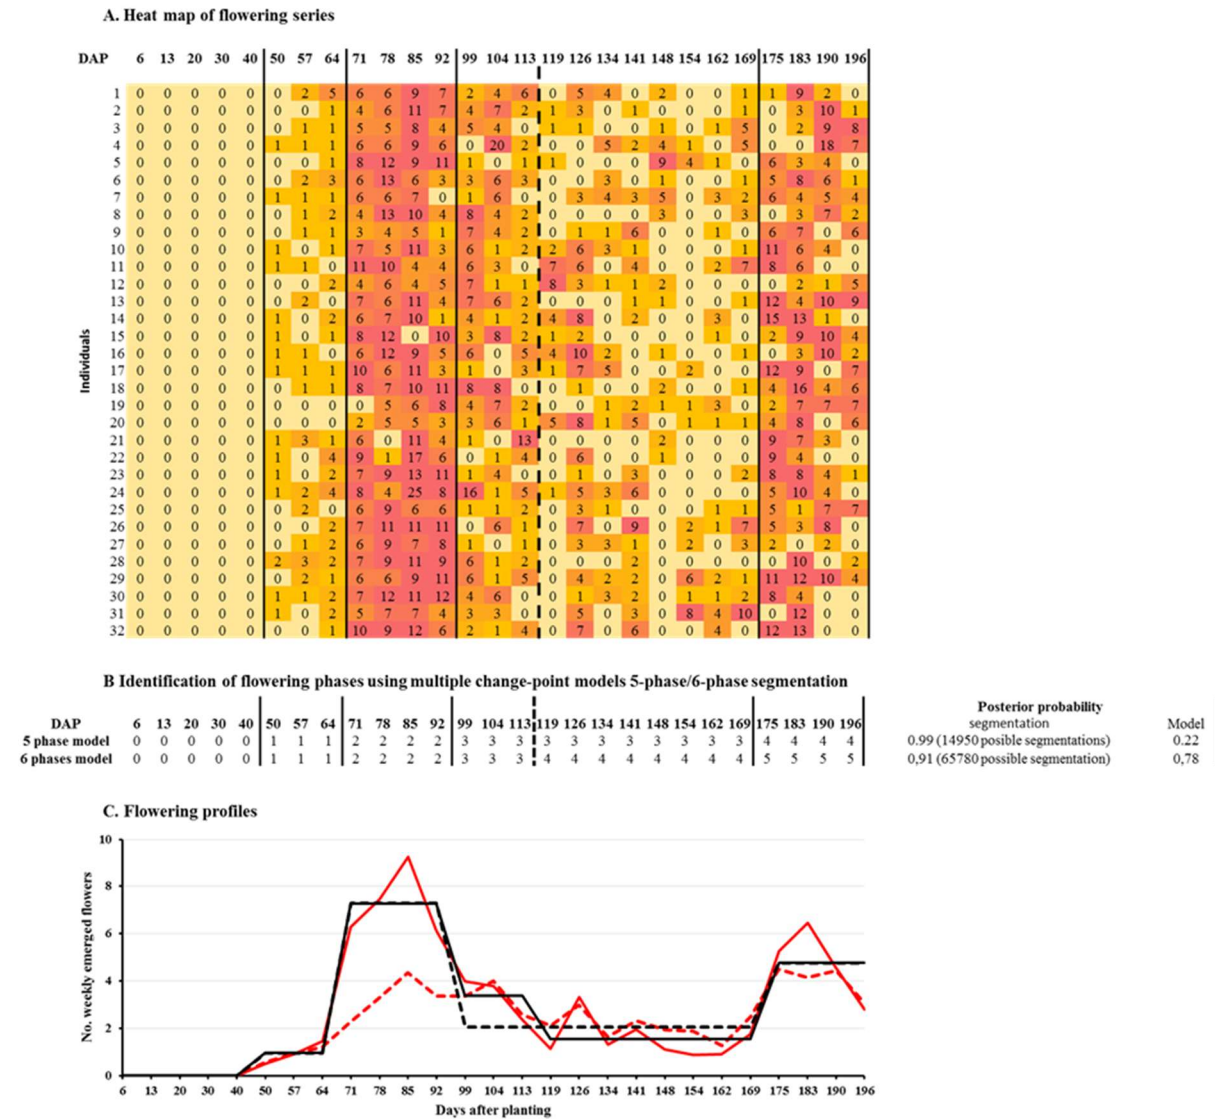 A. Heat map of flowering series
DAP 6 13 20 30 40 50 57 64 71 78 85 92 99 104 113 119 126 134 141 148 154 162 169 175 183 190 196
Individuals
1 0 0 0 0 0 0 2 5 6 6 9 7 2 4 6 0 5 4 0 2 0 0 1 1 9 2 0
2 0 0 0 0 0 0 0 1 4 6 11 7 4 7 2 1 3 0 1 0 0 0 1 0 3 10 1
3 0 0 0 0 0 0 1 1 5 5 8 4 5 4 0 1 1 0 0 1 0 1 5 0 2 9 8
4 0 0 0 0 0 1 1 1 6 6 9 6 0 20 2 0 0 5 2 4 1 0 5 0 0 18 7
5 0 0 0 0 0 0 0 1 8 12 9 11 1 0 1 1 0 0 0 9 4 1 0 6 3 4 0
6 0 0 0 0 0 0 2 3 6 13 6 3 3 6 3 0 0 3 0 1 0 0 1 5 8 6 1
7 0 0 0 0 0 1 1 1 6 6 7 0 1 6 0 0 3 4 3 5 0 3 2 6 4 5 4
8 0 0 0 0 0 0 1 2 4 13 10 4 8 4 2 0 0 0 0 3 0 0 3 0 3 7 2
9 0 0 0 0 0 0 1 1 3 4 5 1 7 4 2 0 1 1 6 0 0 1 0 6 7 0 6
10 0 0 0 0 0 1 0 1 7 5 11 3 6 1 2 2 6 3 1 0 0 0 1 11 6 4 0
11 0 0 0 0 0 1 1 0 11 10 4 4 6 3 0 7 6 0 4 0 0 2 7 8 6 0 0
12 0 0 0 0 0 0 0 2 4 6 4 5 7 1 1 8 3 1 1 2 0 0 0 0 2 1 5
13 0 0 0 0 0 0 2 0 7 6 11 4 7 6 2 0 0 0 1 1 0 0 1 12 4 10 9
14 0 0 0 0 0 1 0 2 6 7 10 1 4 1 2 4 8 0 2 0 0 3 0 15 13 1 0
15 0 0 0 0 0 1 0 1 8 12 0 10 3 8 2 1 2 0 0 0 0 1 0 2 9 10 4
16 0 0 0 0 0 1 1 0 6 12 9 5 6 0 5 4 10 2 0 1 0 0 1 0 3 10 2
17 0 0 0 0 0 1 1 1 10 6 11 3 1 0 3 1 7 5 0 0 2 0 0 12 9 0 7
18 0 0 0 0 0 0 1 1 8 7 10 11 8 8 0 0 1 0 0 2 0 0 1 4 16 4 6
19 0 0 0 0 0 0 0 0 0 5 6 8 4 7 2 0 0 1 2 1 1 3 0 2 7 7 7
20 0 0 0 0 0 0 0 0 2 5 5 3 3 6 1 5 8 1 5 0 1 1 1 4 8 0 6
21 0 0 0 0 0 1 3 1 6 0 11 4 1 0 13 0 0 0 0 2 0 0 0 9 7 3 0
22 0 0 0 0 0 1 0 4 9 1 17 6 0 1 4 0 6 0 0 1 0 0 0 9 4 0 0
23 0 0 0 0 0 1 0 2 7 9 13 11 1 4 0 0 1 0 3 0 0 0 2 8 8 4 1
24 0 0 0 0 0 1 2 4 8 4 25 8 16 1 5 1 5 3 6 0 0 0 0 5 10 4 0
25 0 0 0 0 0 0 2 0 6 9 6 6 1 1 2 0 3 1 0 0 0 1 1 5 1 7 7
26 0 0 0 0 0 0 0 2 7 11 11 11 0 6 1 0 7 0 9 0 2 1 7 5 3 8 0
27 0 0 0 0 0 0 1 2 6 9 7 8 1 0 1 0 3 3 1 0 2 0 3 2 0 2 0
28 0 0 0 0 0 2 3 2 7 9 11 9 6 1 2 0 0 0 2 0 0 0 0 0 10 0 2
29 0 0 0 0 0 0 2 1 6 6 9 11 6 1 5 0 4 2 2 0 6 2 1 11 12 10 4
30 0 0 0 0 0 1 1 2 7 12 11 12 4 6 0 0 1 3 2 0 1 1 2 8 4 0 0
31 0 0 0 0 0 1 0 2 5 7 7 4 3 3 0 0 5 0 3 0 8 4 10 0 12 0 0
32 0 0 0 0 0 0 0 1 10 9 12 6 2 1 4 0 7 0 6 0 0 4 0 12 13 0 0
B Identification of flowering phases using multiple change-point models 5-phase/6-phase segmentation
Posterior probability
DAP 6 13 20 30 40 50 57 64 71 78 85 92 99 104 113 119 126 134 141 148 154 162 169 175 183 190 196 segmentation Model
5 phase model 0 0 0 0 0 1 1 1 2 2 2 2 3 3 3 3 3 3 3 3 3 3 3 4 4 4 4 0.99 (14950 posible segmentations) 0.22
6 phases model 0 0 0 0 0 1 1 1 2 2 2 2 3 3 3 4 4 4 4 4 4 4 4 5 5 5 5 0,91 (65780 possible segmentation) 0,78
C. Flowering profiles
No. weekly emerged flowers
10
8
6
4
2
0
6 13 20 30 40 50 57 64 71 78 85 92 99 104 113 119 126 134 141 148 154 162 169 175 183 190 196
Days after planting